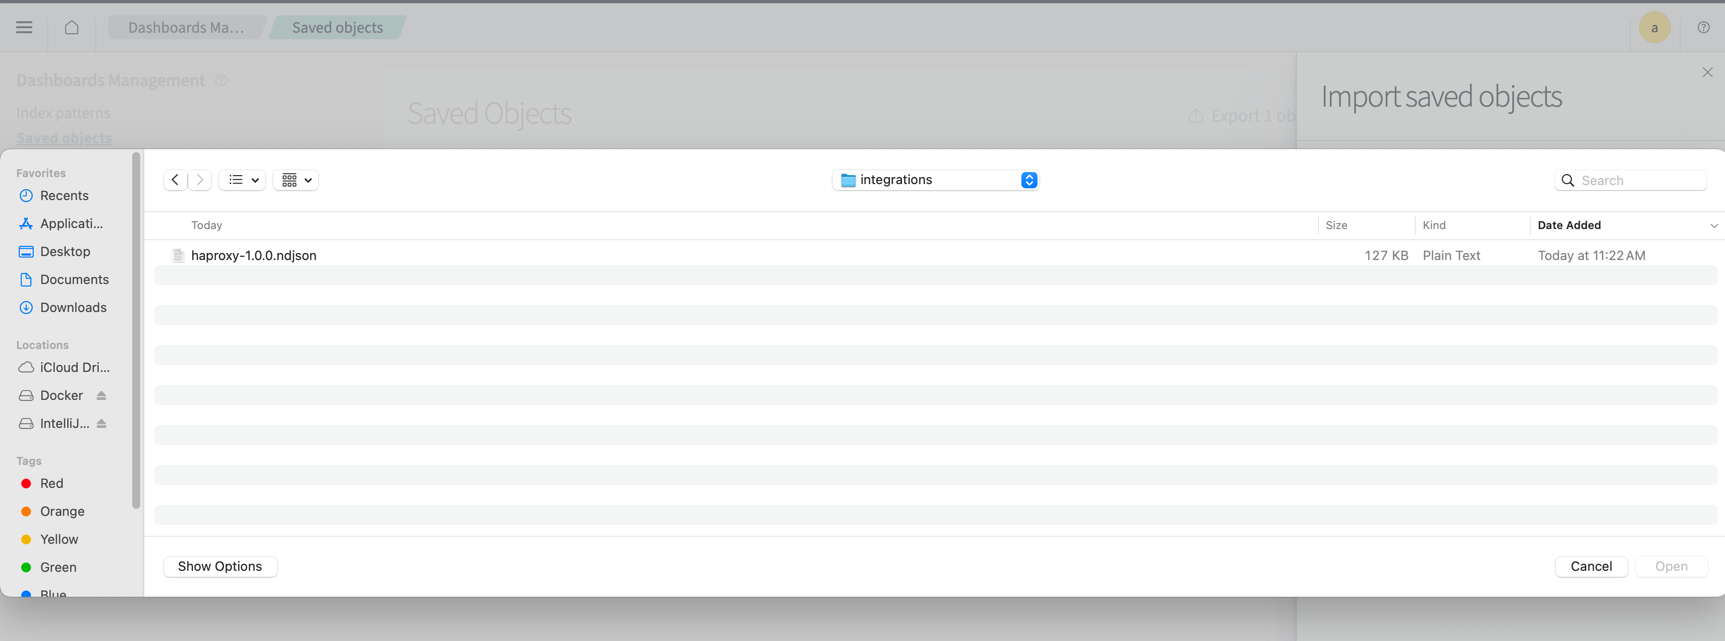 Dashboards Ma...
Saved objects
a
Dashboards Management
Index patterns
Saved objects
Saved Objects
Export 1 ob
Import saved objects
Favorites
Recents
Applicati...
Desktop
Documents
Downloads
Locations
iCloud Dri...
Docker
IntelliJ...
Tags
Red
Orange
Yellow
Green
Blue
integrations
Search
Today
Size
Kind
Date Added
haproxy-1.0.0.ndjson
127 KB
Plain Text
Today at 11:22 AM
Show Options
Cancel
Open